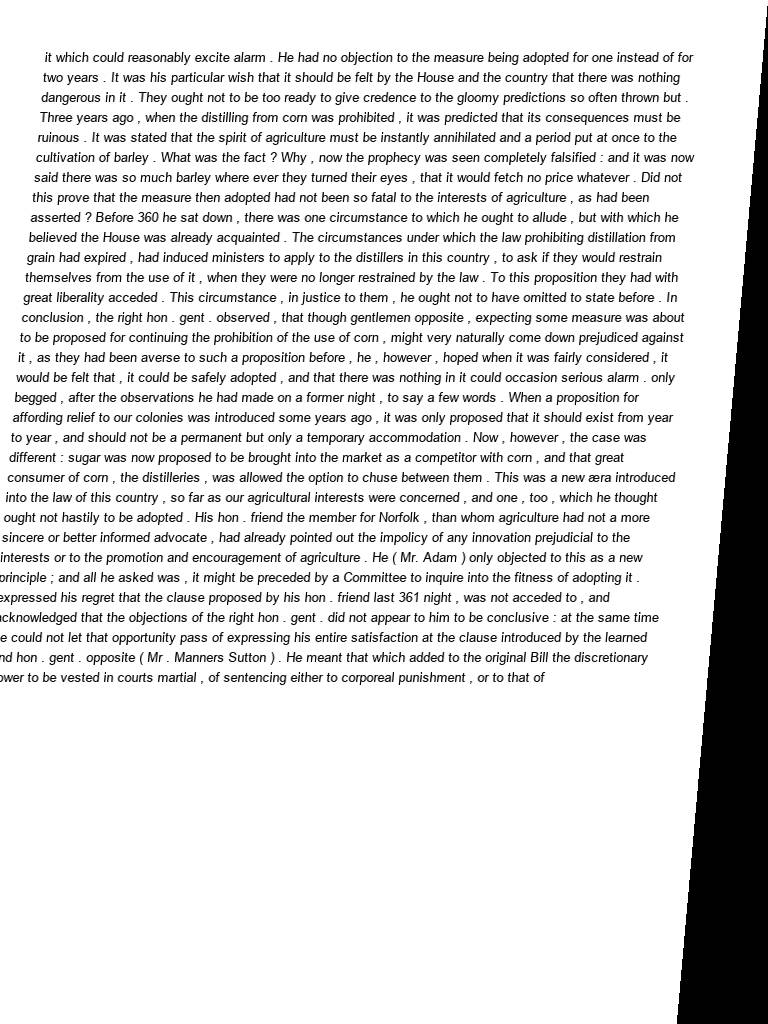 it which could reasonably excite alarm . He had no objection to the measure being adopted for one instead of for
two years . It was his particular wish that it should be felt by the House and the country that there was nothing
dangerous in it . They ought not to be too ready to give credence to the gloomy predictions so often thrown but .
Three years ago , when the distilling from corn was prohibited , it was predicted that its consequences must be
ruinous . It was stated that the spirit of agriculture must be instantly annihilated and a period put at once to the
cultivation of barley . What was the fact ? Why , now the prophecy was seen completely falsified : and it was now
said there was so much barley where ever they turned their eyes , that it would fetch no price whatever . Did not
this prove that the measure then adopted had not been so fatal to the interests of agriculture , as had been
asserted ? Before 360 he sat down , there was one circumstance to which he ought to allude , but with which he
believed the House was already acquainted . The circumstances under which the law prohibiting distillation from
grain had expired , had induced ministers to apply to the distillers in this country , to ask if they would restrain
themselves from the use of it , when they were no longer restrained by the law . To this proposition they had with
great liberality acceded . This circumstance , in justice to them , he ought not to have omitted to state before . In
conclusion , the right hon . gent . observed , that though gentlemen opposite , expecting some measure was about
to be proposed for continuing the prohibition of the use of corn , might very naturally come down prejudiced against
it , as they had been averse to such a proposition before , he , however , hoped when it was fairly considered , it
would be felt that , it could be safely adopted , and that there was nothing in it could occasion serious alarm . only
begged , after the observations he had made on a former night , to say a few words . When a proposition for
affording relief to our colonies was introduced some years ago , it was only proposed that it should exist from year
to year , and should not be a permanent but only a temporary accommodation . Now , however , the case was
different : sugar was now proposed to be brought into the market as a competitor with corn , and that great
consumer of corn , the distilleries , was allowed the option to chuse between them . This was a new æra introduced
into the law of this country , so far as our agricultural interests were concerned , and one , too , which he thought
ought not hastily to be adopted . His hon . friend the member for Norfolk , than whom agriculture had not a more
sincere or better informed advocate , had already pointed out the impolicy of any innovation prejudicial to the
interests or to the promotion and encouragement of agriculture . He ( Mr. Adam ) only objected to this as a new
principle ; and all he asked was , it might be preceded by a Committee to inquire into the fitness of adopting it .
expressed his regret that the clause proposed by his hon . friend last 361 night , was not acceded to , and
acknowledged that the objections of the right hon . gent . did not appear to him to be conclusive : at the same time
could not let that opportunity pass of expressing his entire satisfaction at the clause introduced by the learned
hon . gent . opposite ( Mr . Manners Sutton ) . He meant that which added to the original Bill the discretionary
to be vested in courts martial , of sentencing either to corporeal punishment , or to that of